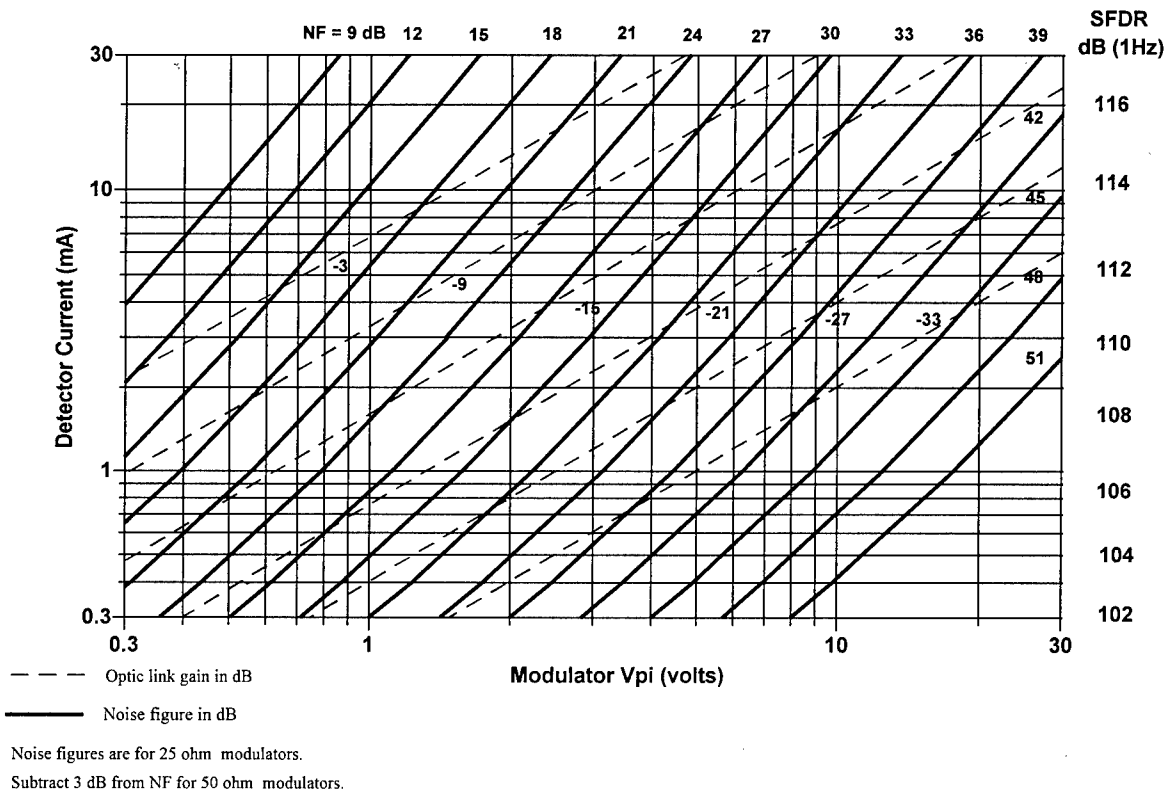 SFDR
NF = 9 dB 12 15 18 21 24 27 30 33 36 39 dB (1Hz)
30
116
42
10 114
45
-3 112
-9 48
-15 -21 -27 -33
110
51
108
1
106
104
0.3 102
0.3 1 10 30
Detector Current (mA)
Modulator Vpi (volts)
Optic link gain in dB
Noise figure in dB
Noise figures are for 25 ohm modulators.
Subtract 3 dB from NF for 50 ohm modulators.